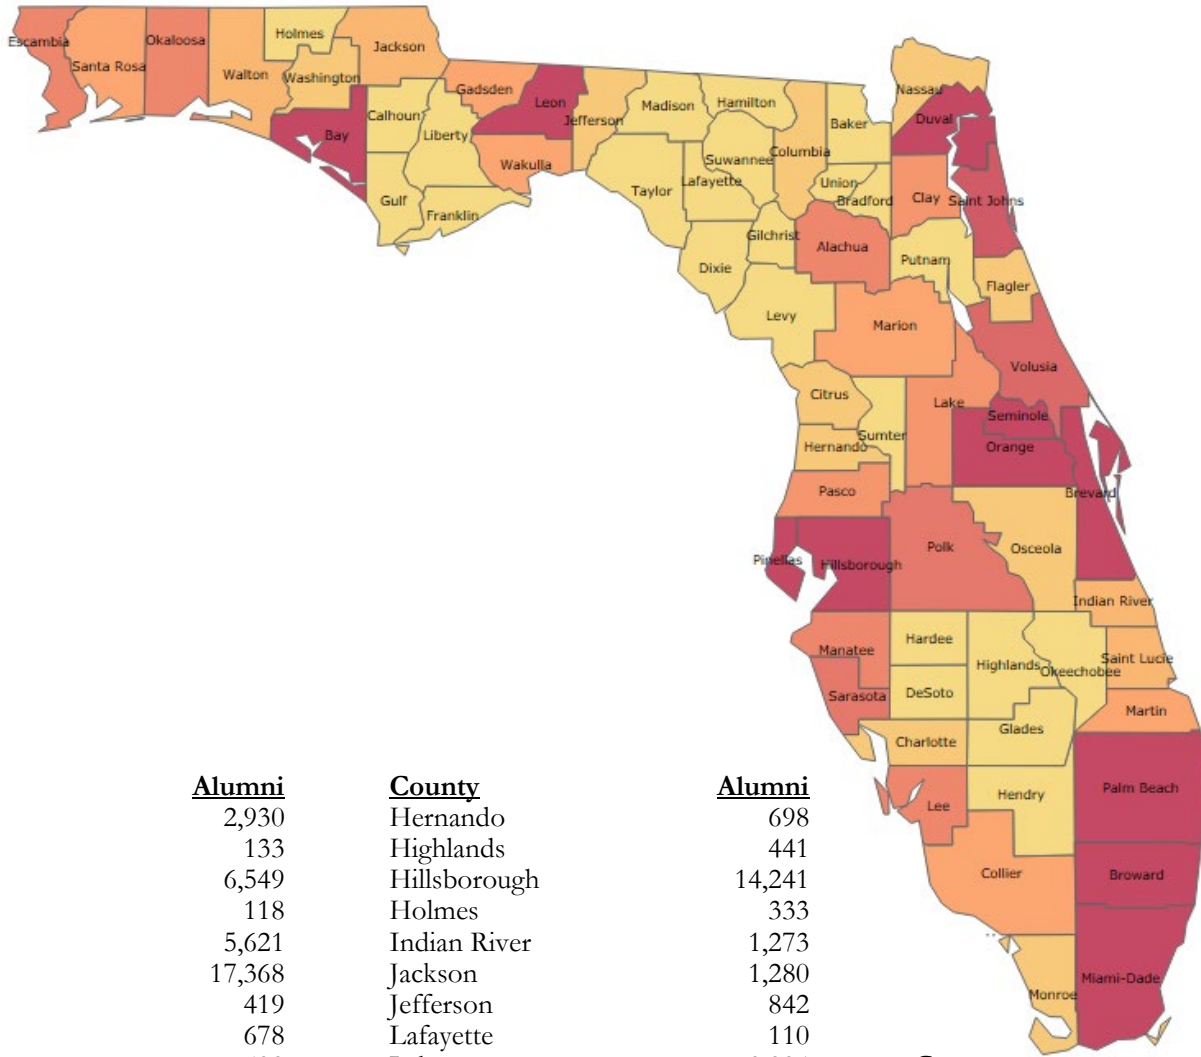 Escambia
Santa Rosa
Okaloosa
Walton
Holmes
Washington
Jackson
Bay
Calhoun
Gulf
Liberty
Franklin
Gadsden
Leon
Wakulla
Jefferson
Madison
Taylor
Hamilton
Suwannee
Lafayette
Dixie
Columbia
Baker
Union
Bradford
Gilchrist
Nassau
Duval
Clay
Saint Johns
Alachua
Putnam
Flagler
Levy
Marion
Volusia
Citrus
Sumter
Lake
Seminole
Orange
Hernando
Pasco
Brevard
Pinellas
Hillsborough
Polk
Osceola
Indian River
Manatee
Hardee
Highlands
Okeechobee
Saint Lucie
Sarasota
DeSoto
Martin
Charlotte
Glades
Lee
Hendry
Palm Beach
Collier
Broward
Monroe
Miami-Dade
Alumni County Alumni
2,930 Hernando 698
133 Highlands 441
6,549 Hillsborough 14,241
118 Holmes 333
5,621 Indian River 1,273
17,368 Jackson 1,280
419 Jefferson 842
678 Lafayette 110